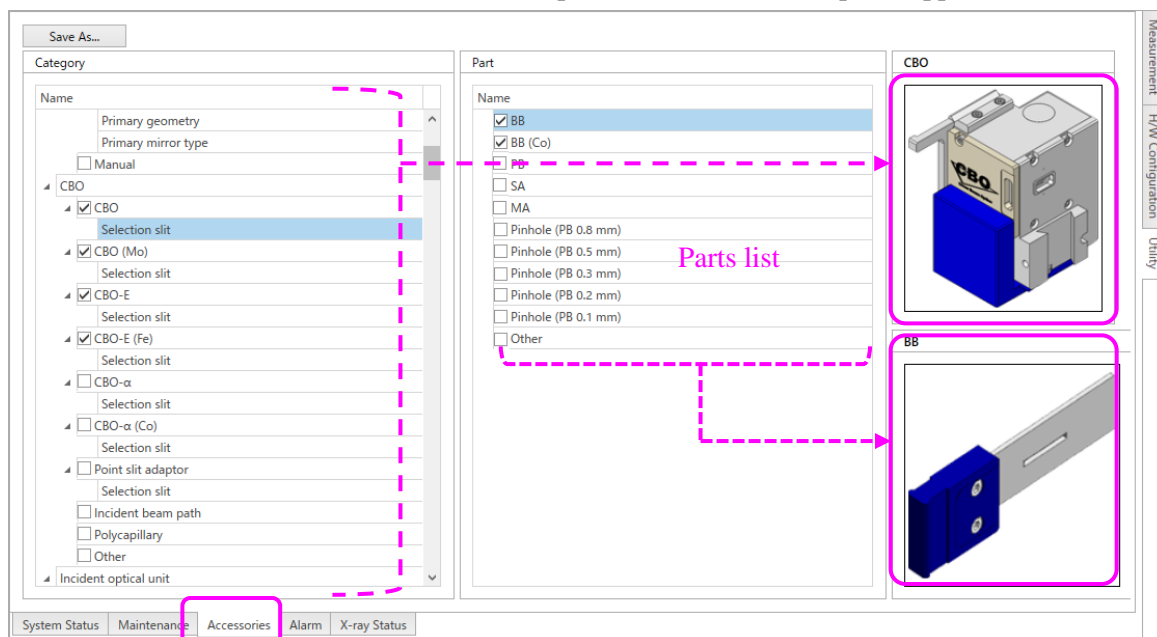 Save As...
Category
Name
Primary geometry
Primary mirror type
Manual
CBO
CBO
Selection slit
CBO (Mo)
Selection slit
CBO-E
Selection slit
CBO-E (Fe)
Selection slit
CBO-α
Selection slit
CBO-α (Co)
Selection slit
Point slit adaptor
Selection slit
Incident beam path
Polycapillary
Other
Incident optical unit
Part
Name
BB
BB (Co)
PB
SA
MA
Pinhole (PB 0.8 mm)
Pinhole (PB 0.5 mm)
Pinhole (PB 0.3 mm)
Pinhole (PB 0.2 mm)
Pinhole (PB 0.1 mm)
Other
Parts list
CBO
CBO
BB
Measurement
H/W Configuration
Utility
System Status Maintenance Accessories Alarm X-ray Status